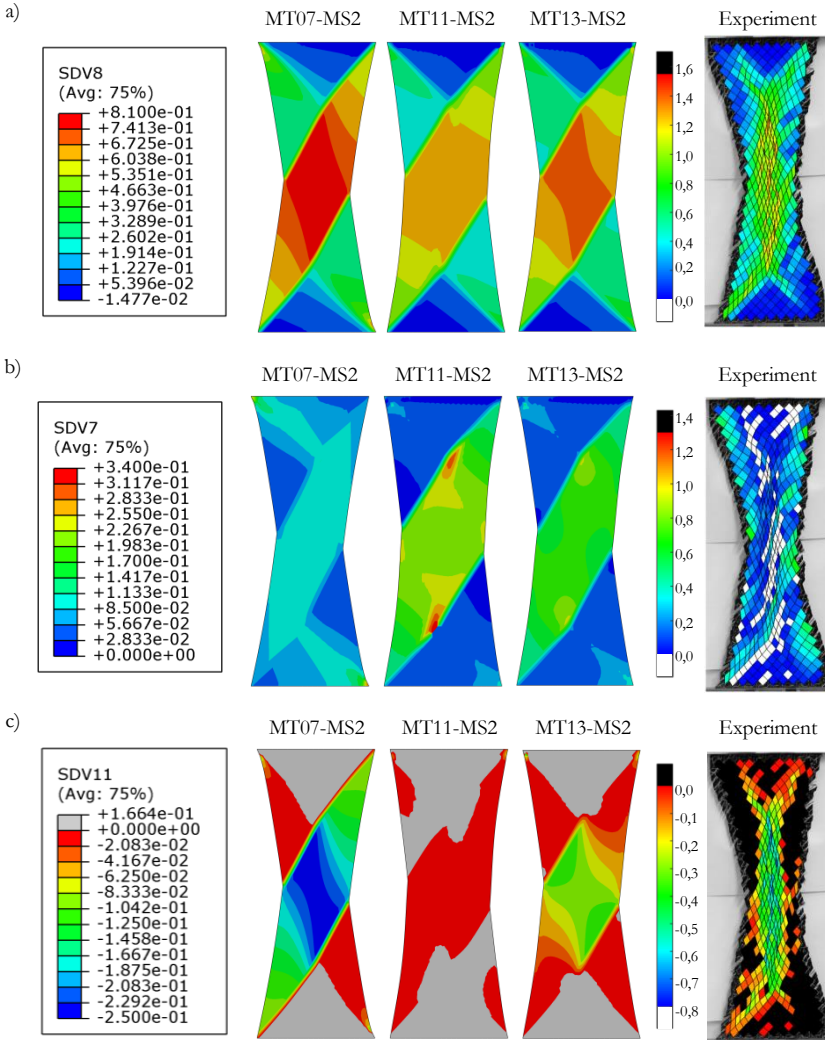 a)
MT07-MS2 MT11-MS2 MT13-MS2 Experiment
SDV8
(Avg: 75%)
+8.100e-01
+7.413e-01
+6.725e-01
+6.038e-01
+5.351e-01
+4.663e-01
+3.976e-01
+3.289e-01
+2.602e-01
+1.914e-01
+1.227e-01
+5.396e-02
-1.477e-02
1,6
1,4
1,2
1,0
0,8
0,6
0,4
0,2
0,0
b)
MT07-MS2 MT11-MS2 MT13-MS2 Experiment
SDV7
(Avg: 75%)
+3.400e-01
+3.117e-01
+2.833e-01
+2.550e-01
+2.267e-01
+1.983e-01
+1.700e-01
+1.417e-01
+1.133e-01
+8.500e-02
+5.667e-02
+2.833e-02
+0.000e+00
1,4
1,2
1,0
0,8
0,6
0,4
0,2
0,0
c)
MT07-MS2 MT11-MS2 MT13-MS2 Experiment
SDV11
(Avg: 75%)
+1.664e-01
+0.000e+00
-2.083e-02
-4.167e-02
-6.250e-02
-8.333e-02
-1.042e-01
-1.250e-01
-1.458e-01
-1.667e-01
-1.875e-01
-2.083e-01
-2.292e-01
-2.500e-01
0,0
-0,1
-0,2
-0,3
-0,4
-0,5
-0,6
-0,7
-0,8